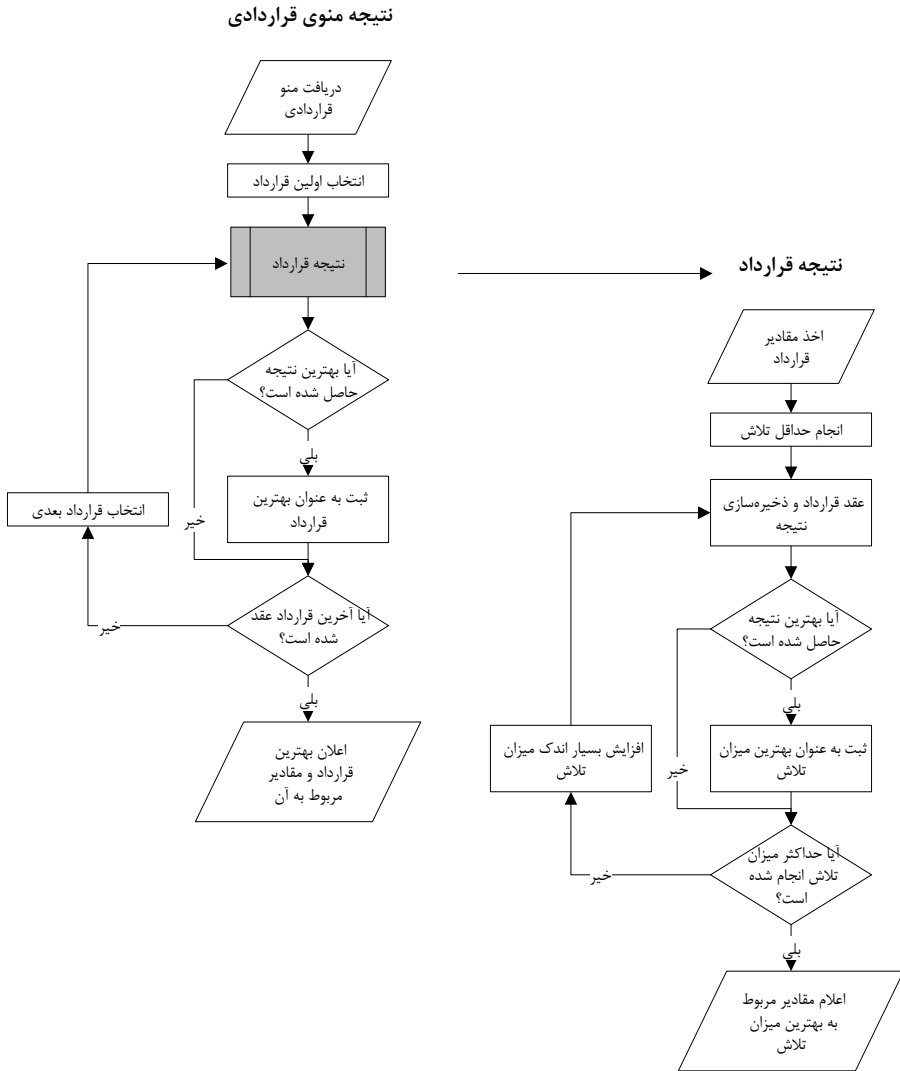 نتیجه منوی قراردادی
دریافت منو
قراردادی
انتخاب اولین قرارداد
نتیجه قرارداد
آیا بهترین نتیجه
حاصل شده است؟
بلی
خیر
ثبت به عنوان بهترین
قرارداد
انتخاب قرارداد بعدی
آیا آخرین قرارداد عقد
شده است؟
خیر
بلی
اعلان بهترین
قرارداد و مقادیر
مربوط به آن
نتیجه قرارداد
اخذ مقادیر
قرارداد
انجام حداقل تلاش
عقد قرارداد و ذخیره‌سازی
نتیجه
آیا بهترین نتیجه
حاصل شده است؟
بلی
خیر
ثبت به عنوان بهترین میزان
تلاش
افزایش بسیار اندک میزان
تلاش
آیا حداکثر میزان
تلاش انجام شده
است؟
خیر
بلی
اعلام مقادیر مربوط
به بهترین میزان
تلاش